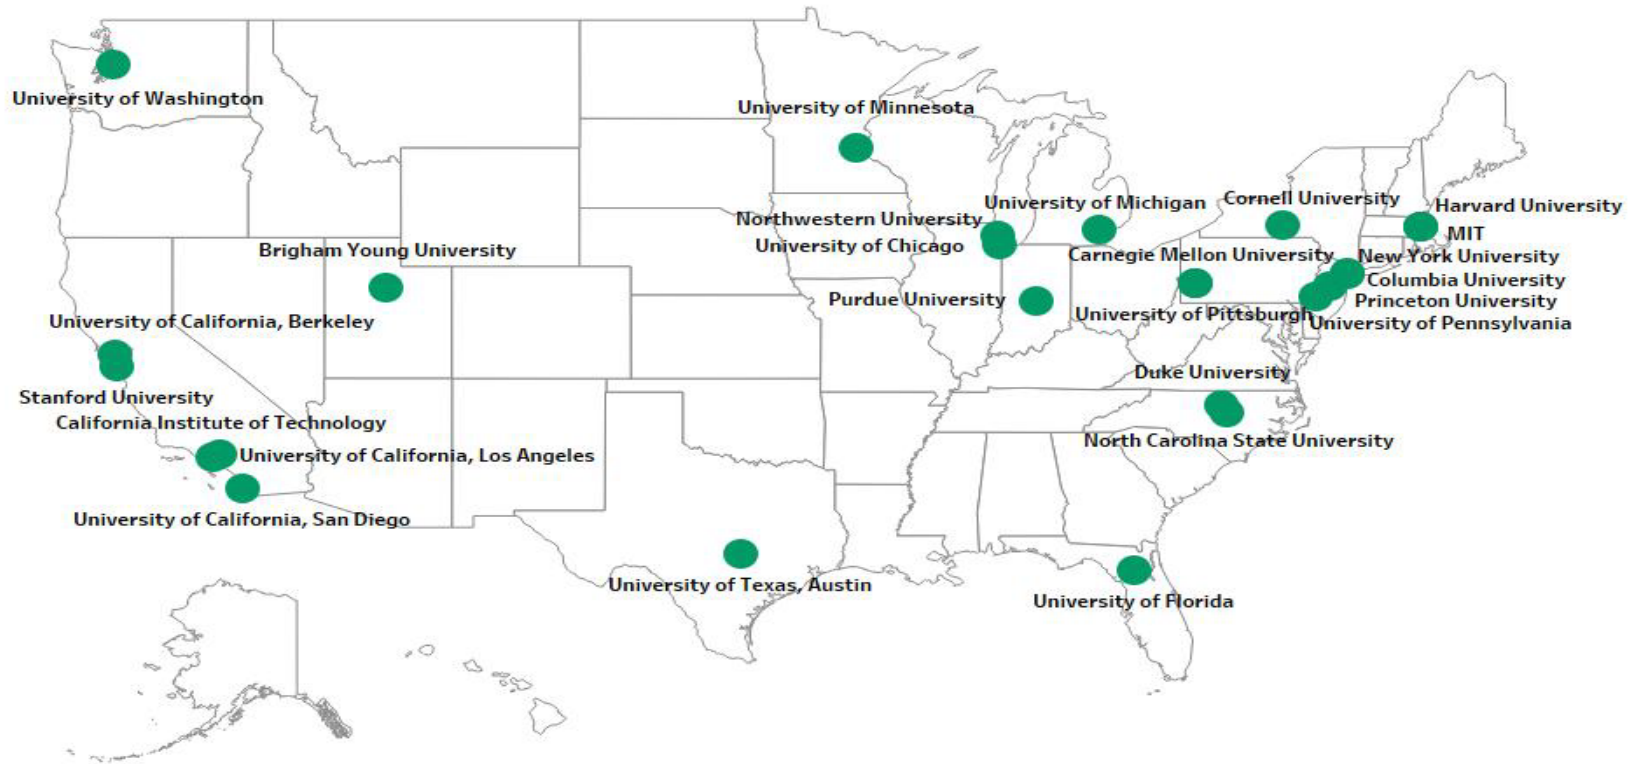 University of Washington
University of Minnesota
University of Michigan
Cornell University
Harvard University
Northwestern University
MIT
University of Chicago
Brigham Young University
Carnegie Mellon University
New York University
Columbia University
Purdue University
Princeton University
University of Pittsburgh
University of Pennsylvania
University of California, Berkeley
Duke University
Stanford University
California Institute of Technology
North Carolina State University
University of California, Los Angeles
University of California, San Diego
University of Texas, Austin
University of Florida